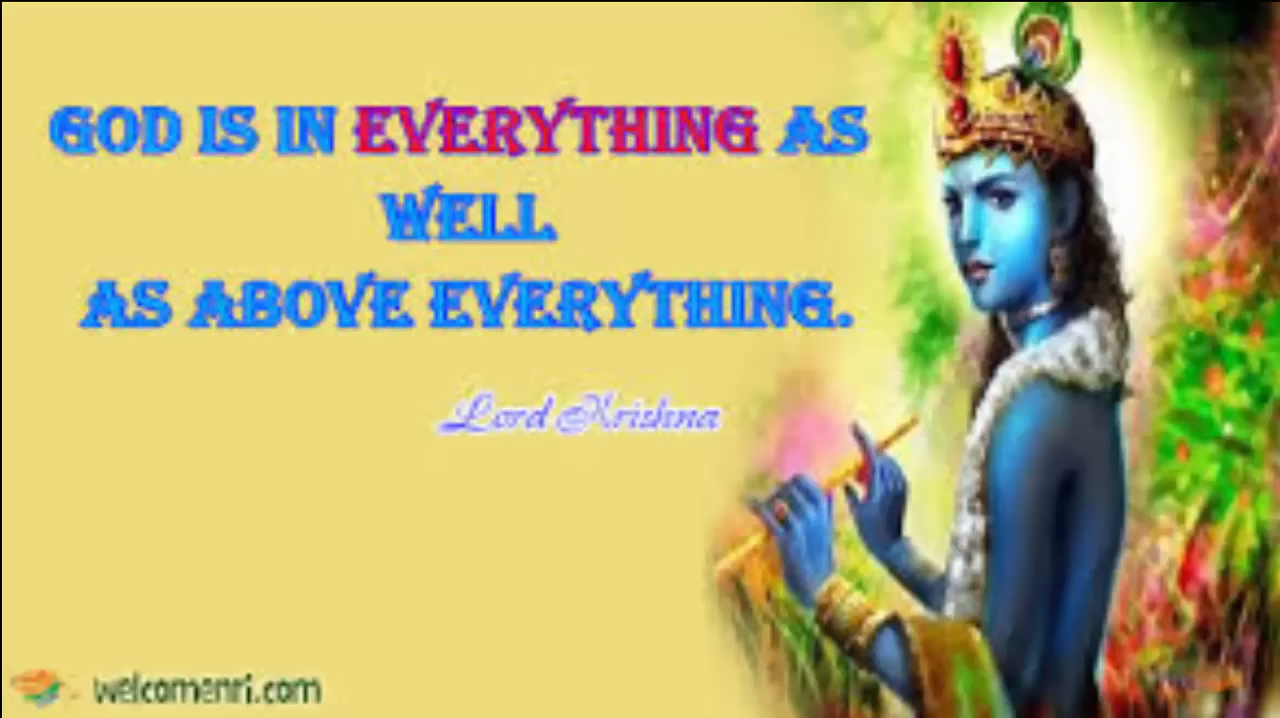 GOD IS IN EVERYTHING AS
WELL
AS ABOVE EVERYTHING.
Lord Krishna
welcomenri.com